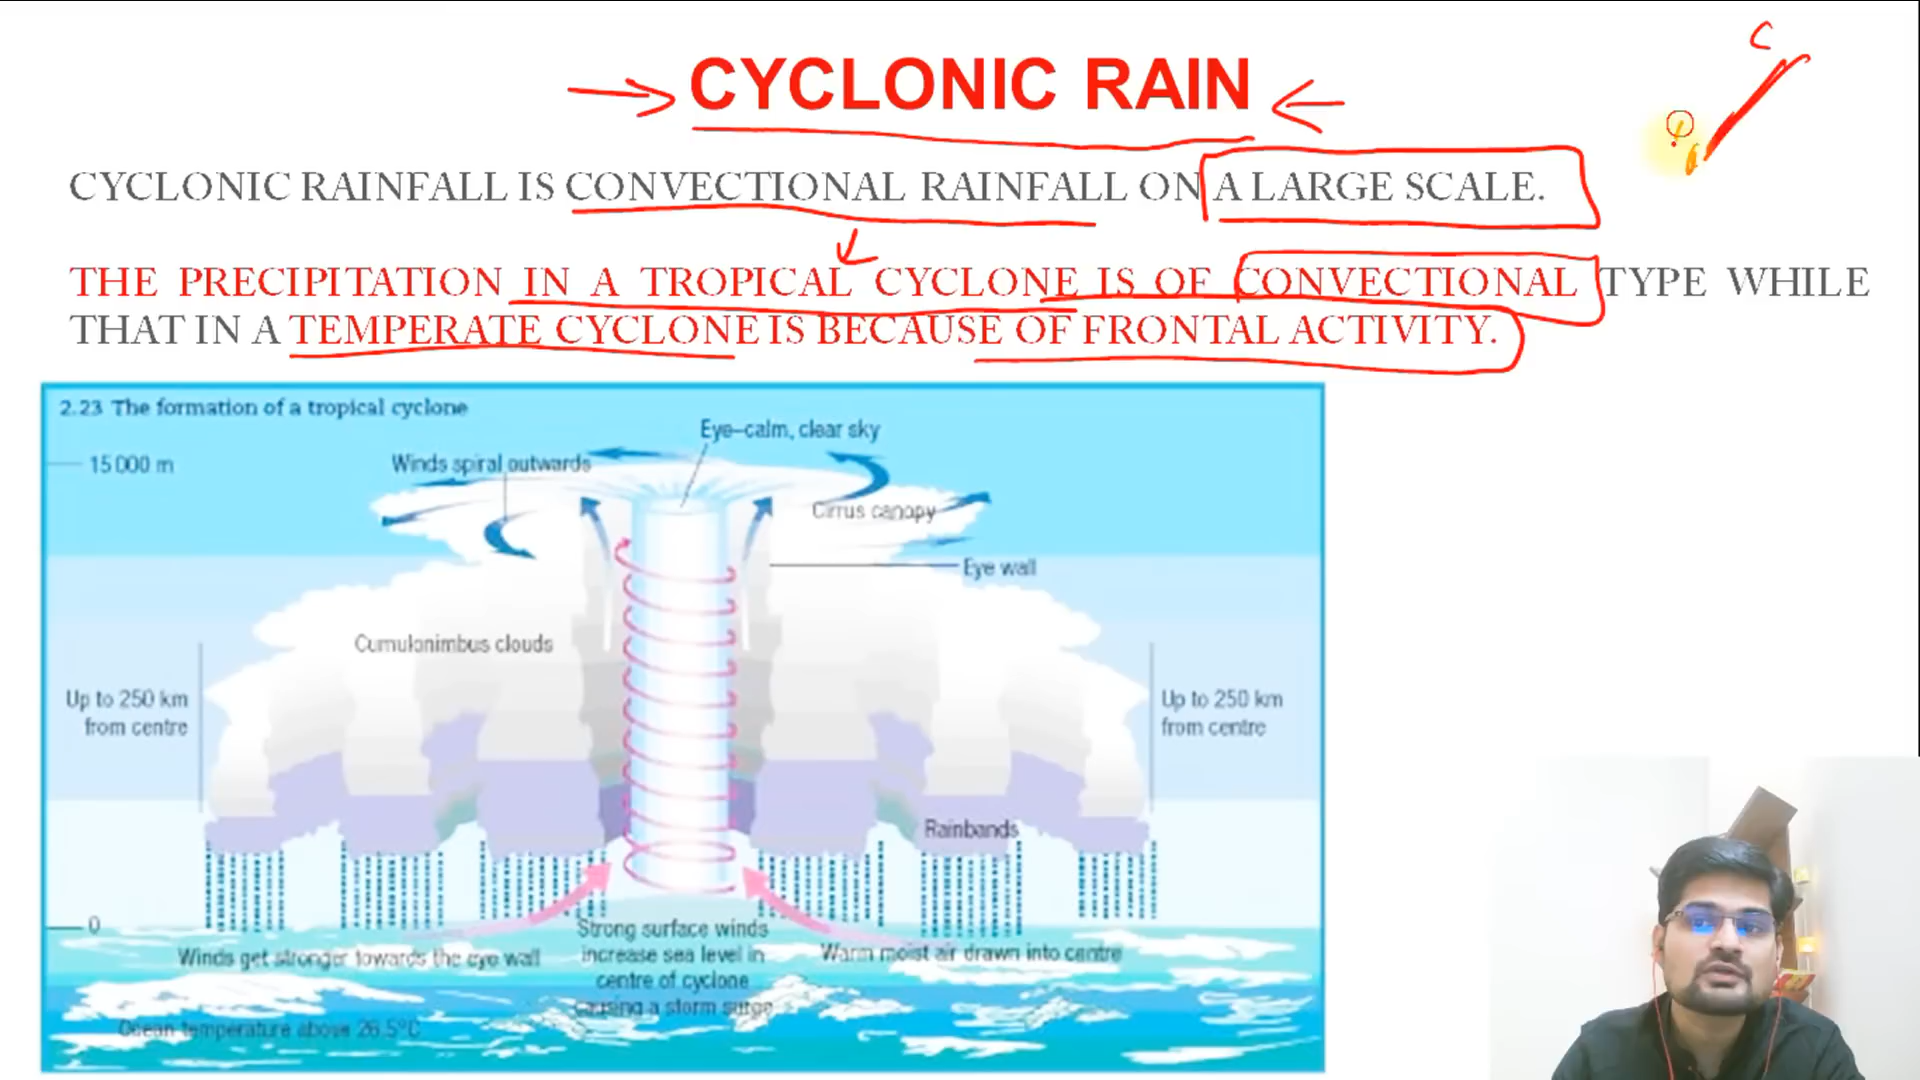 C
CYCLONIC RAIN
CYCLONIC RAINFALL IS CONVECTIONAL RAINFALL ON A LARGE SCALE.
THE PRECIPITATION IN A TROPICAL CYCLONE IS OF CONVECTIONAL TYPE WHILE
THAT IN A TEMPERATE CYCLONE IS BECAUSE OF FRONTAL ACTIVITY.
2.23 The formation of a tropical cyclone
Eye-calm, clear sky
15 000 m
Winds spiral outwards
Cirrus canopy
Eye wall
Cumulonimbus clouds
Up to 250 km
from centre
Up to 250 km
from centre
Rainbands
0
Strong surface winds
increase sea level in
centre of cyclone
causing a storm surge
Winds get stronger towards the eye wall
Warm moist air drawn into centre
Ocean temperature above 26.5°C